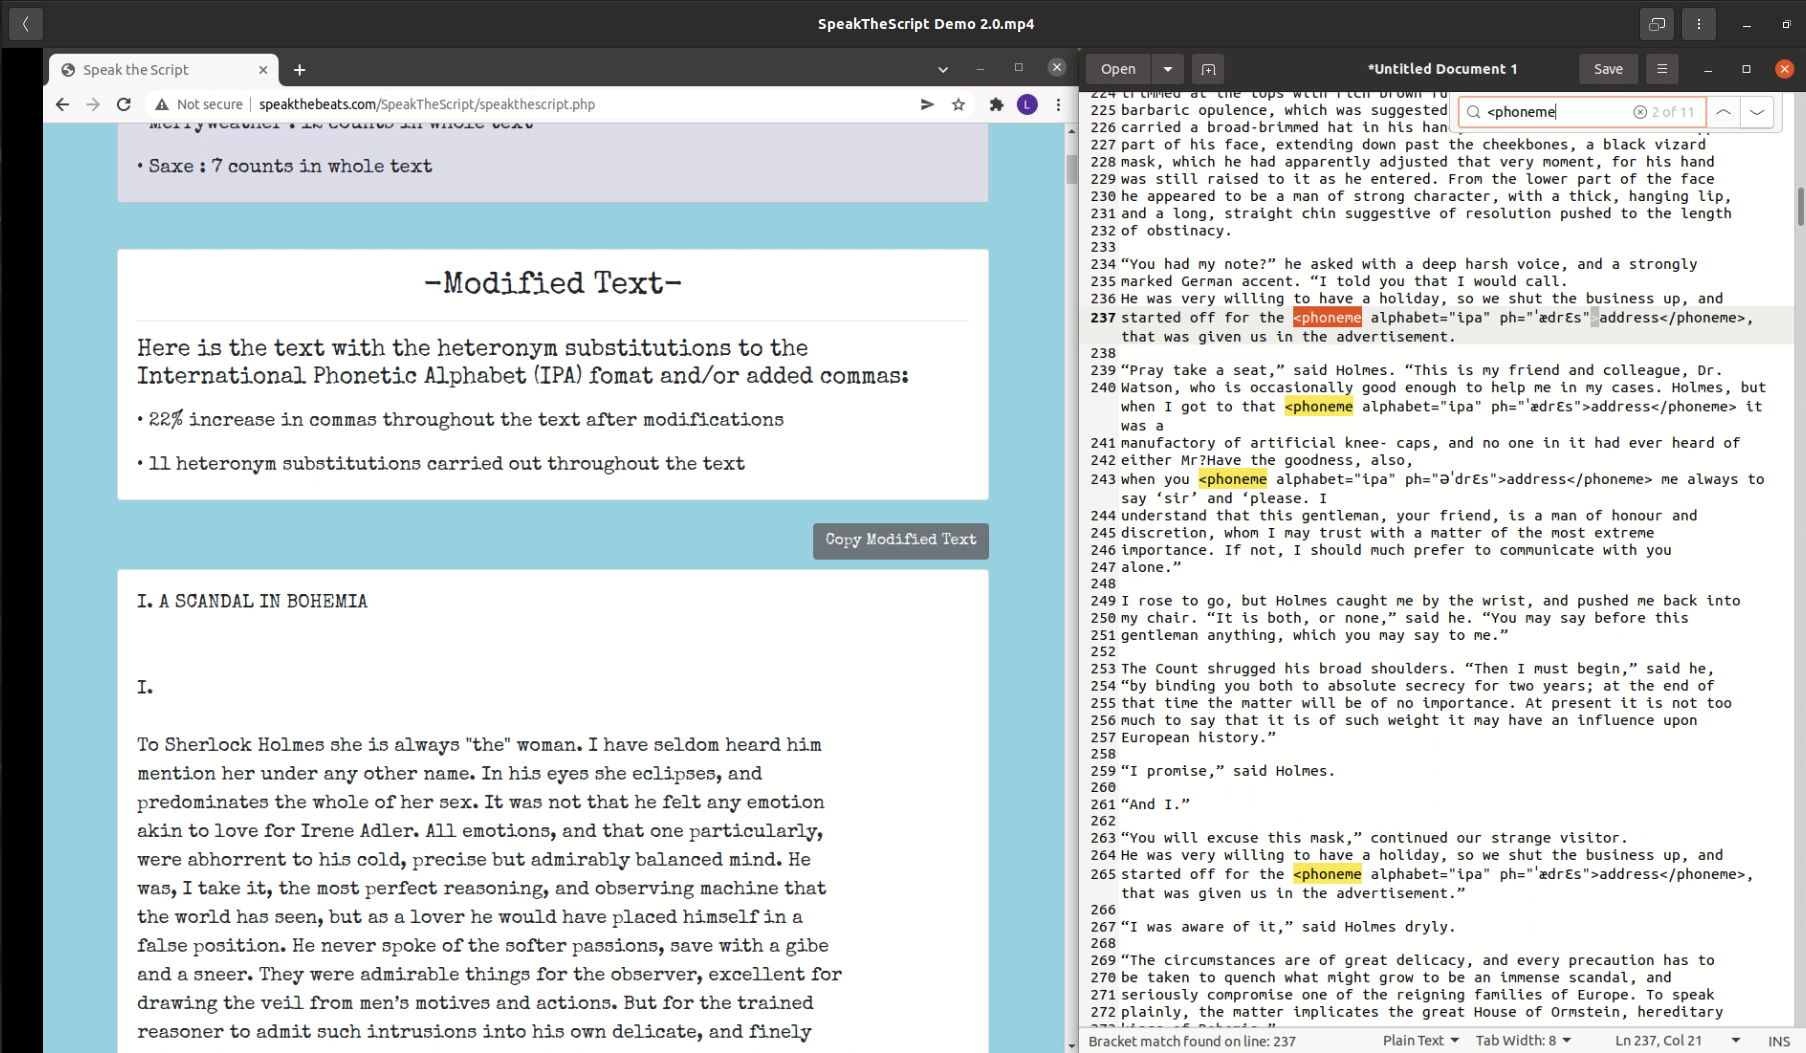 SpeakTheScript Demo 2.0.mp4
Speak the Script
Not secure
speakthebeats.com/SpeakTheScript/speakthescript.php
• Merryweather : 12 counts in whole text
• Saxe : 7 counts in whole text
-Modified Text-
Here is the text with the heteronym substitutions to the
International Phonetic Alphabet (IPA) fomat and/or added commas:
• 22% increase in commas throughout the text after modifications
• 11 heteronym substitutions carried out throughout the text
Copy Modified Text
I. A SCANDAL IN BOHEMIA
I.
To Sherlock Holmes she is always "the" woman. I have seldom heard him
mention her under any other name. In his eyes she eclipses, and
predominates the whole of her sex. It was not that he felt any emotion
akin to love for Irene Adler. All emotions, and that one particularly,
were abhorrent to his cold, precise but admirably balanced mind. He
was, I take it, the most perfect reasoning, and observing machine that
the world has seen, but as a lover he would have placed himself in a
false position. He never spoke of the softer passions, save with a gibe
and a sneer. They were admirable things for the observer, excellent for
drawing the veil from men’s motives and actions. But for the trained
reasoner to admit such intrusions into his own delicate, and finely
Open
*Untitled Document 1
Save
<phoneme
2 of 11
224 trimmed at the tops with rich brown fu
225 barbaric opulence, which was suggested
226 carried a broad-brimmed hat in his han
227 part of his face, extending down past the cheekbones, a black vizard
228 mask, which he had apparently adjusted that very moment, for his hand
229 was still raised to it as he entered. From the lower part of the face
230 he appeared to be a man of strong character, with a thick, hanging lip,
231 and a long, straight chin suggestive of resolution pushed to the length
232 of obstinacy.
233
234 “You had my note?” he asked with a deep harsh voice, and a strongly
235 marked German accent. “I told you that I would call.
236 He was very willing to have a holiday, so we shut the business up, and
237 started off for the <phoneme alphabet="ipa" ph="ˈædrɛs">address</phoneme>,
that was given us in the advertisement.
238
239 “Pray take a seat,” said Holmes. “This is my friend and colleague, Dr.
240 Watson, who is occasionally good enough to help me in my cases. Holmes, but
when I got to that <phoneme alphabet="ipa" ph="ˈædrɛs">address</phoneme> it
was a
241 manufactory of artificial knee- caps, and no one in it had ever heard of
242 either Mr?Have the goodness, also,
243 when you <phoneme alphabet="ipa" ph="əˈdrɛs">address</phoneme> me always to
say ‘sir’ and ‘please. I
244 understand that this gentleman, your friend, is a man of honour and
245 discretion, whom I may trust with a matter of the most extreme
246 importance. If not, I should much prefer to communicate with you
247 alone.”
248
249 I rose to go, but Holmes caught me by the wrist, and pushed me back into
250 my chair. “It is both, or none,” said he. “You may say before this
251 gentleman anything, which you may say to me.”
252
253 The Count shrugged his broad shoulders. “Then I must begin,” said he,
254 “by binding you both to absolute secrecy for two years; at the end of
255 that time the matter will be of no importance. At present it is not too
256 much to say that it is of such weight it may have an influence upon
257 European history.”
258
259 “I promise,” said Holmes.
260
261 “And I.”
262
263 “You will excuse this mask,” continued our strange visitor.
264 He was very willing to have a holiday, so we shut the business up, and
265 started off for the <phoneme alphabet="ipa" ph="ˈædrɛs">address</phoneme>,
that was given us in the advertisement.”
266
267 “I was aware of it,” said Holmes dryly.
268
269 “The circumstances are of great delicacy, and every precaution has to
270 be taken to quench what might grow to be an immense scandal, and
271 seriously compromise one of the reigning families of Europe. To speak
272 plainly, the matter implicates the great House of Ormstein, hereditary
273 kings of Bohemia.”
Bracket match found on line: 237
Plain Text
Tab Width: 8
Ln 237, Col 21
INS